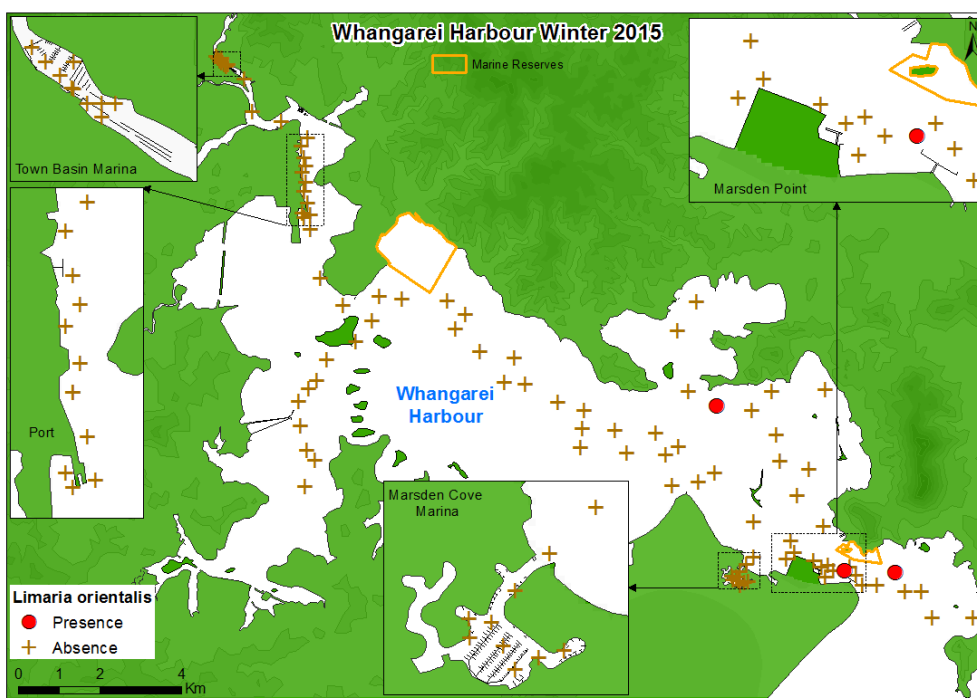 Whangarei Harbour Winter 2015
Marine Reserves
N
Town Basin Marina
Marsden Point
Port
Whangarei
Harbour
Marsden Cove
Marina
Limaria orientalis
Presence
Absence
0 1 2 4
Km